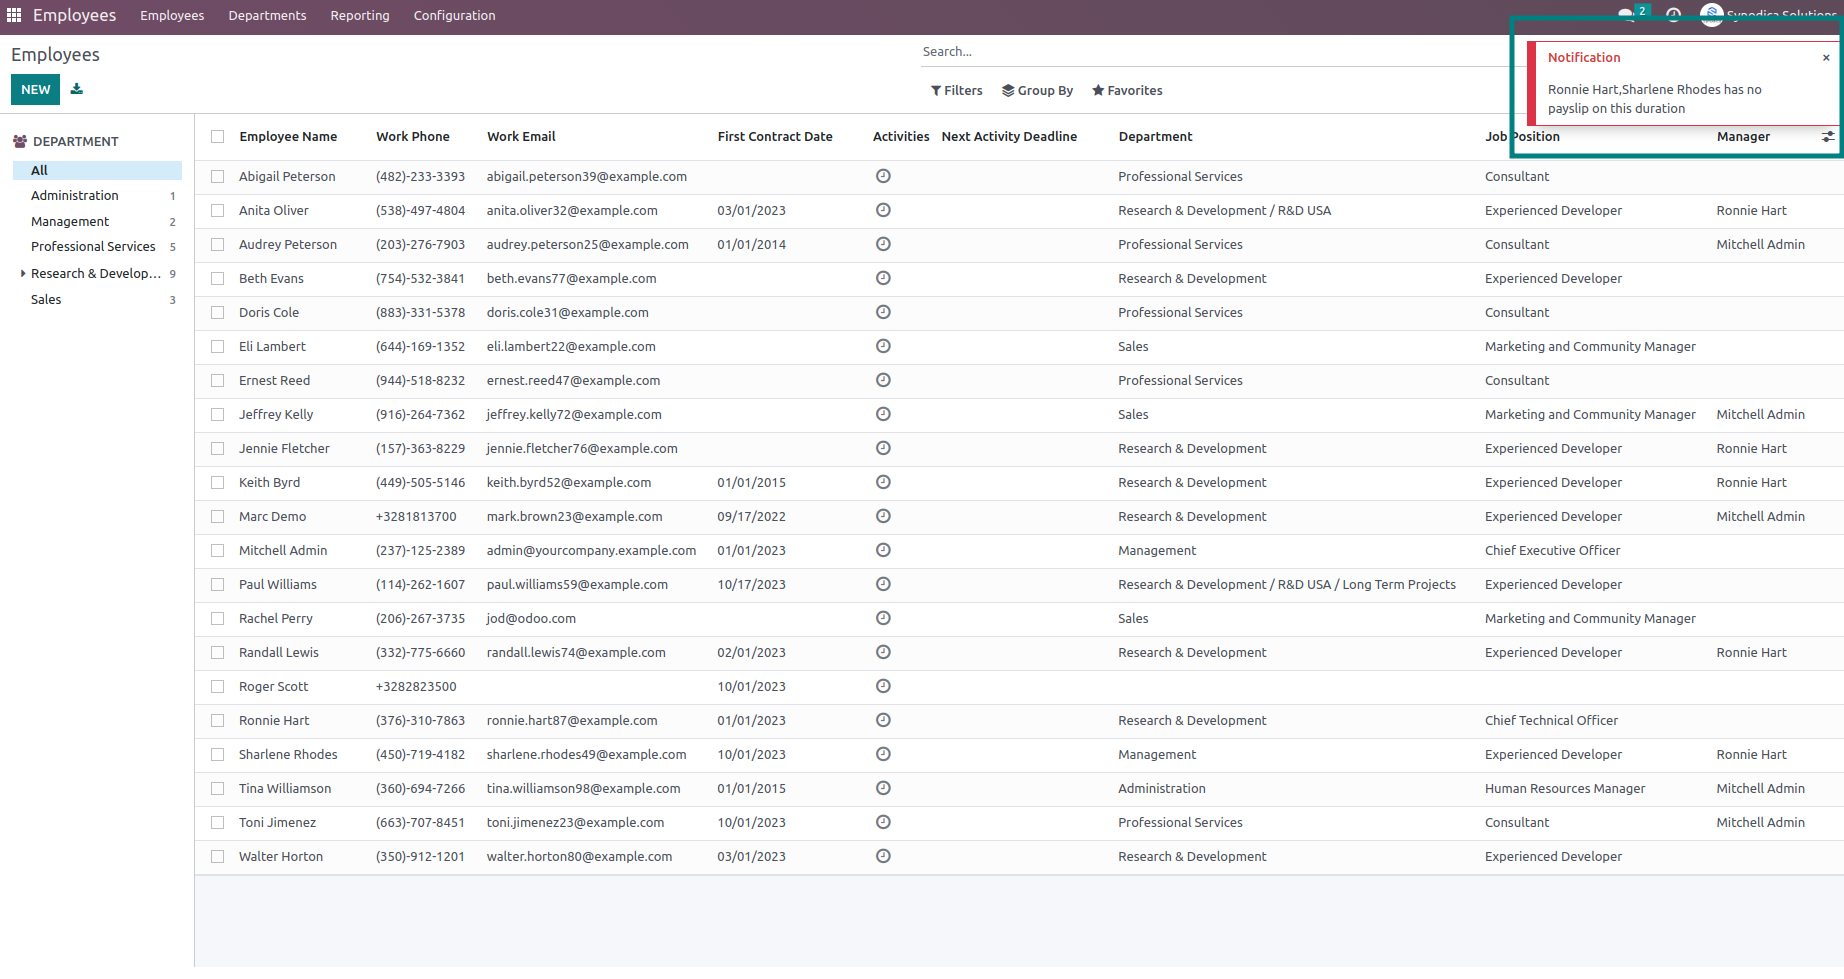 Employees Employees Departments Reporting Configuration 2 Synodica Solutions
Employees
Search...
NEW
Filters Group By Favorites
Notification ×
Ronnie Hart,Sharlene Rhodes has no
payslip on this duration
DEPARTMENT
All
Administration 1
Management 2
Professional Services 5
Research & Develop... 9
Sales 3
Employee Name Work Phone Work Email First Contract Date Activities Next Activity Deadline Department Job Position Manager
Abigail Peterson (482)-233-3393 abigail.peterson39@example.com Professional Services Consultant
Anita Oliver (538)-497-4804 anita.oliver32@example.com 03/01/2023 Research & Development / R&D USA Experienced Developer Ronnie Hart
Audrey Peterson (203)-276-7903 audrey.peterson25@example.com 01/01/2014 Professional Services Consultant Mitchell Admin
Beth Evans (754)-532-3841 beth.evans77@example.com Research & Development Experienced Developer
Doris Cole (883)-331-5378 doris.cole31@example.com Professional Services Consultant
Eli Lambert (644)-169-1352 eli.lambert22@example.com Sales Marketing and Community Manager
Ernest Reed (944)-518-8232 ernest.reed47@example.com Professional Services Consultant
Jeffrey Kelly (916)-264-7362 jeffrey.kelly72@example.com Sales Marketing and Community Manager Mitchell Admin
Jennie Fletcher (157)-363-8229 jennie.fletcher76@example.com Research & Development Experienced Developer Ronnie Hart
Keith Byrd (449)-505-5146 keith.byrd52@example.com 01/01/2015 Research & Development Experienced Developer Ronnie Hart
Marc Demo +3281813700 mark.brown23@example.com 09/17/2022 Research & Development Experienced Developer Mitchell Admin
Mitchell Admin (237)-125-2389 admin@yourcompany.example.com 01/01/2023 Management Chief Executive Officer
Paul Williams (114)-262-1607 paul.williams59@example.com 10/17/2023 Research & Development / R&D USA / Long Term Projects Experienced Developer
Rachel Perry (206)-267-3735 jod@odoo.com Sales Marketing and Community Manager
Randall Lewis (332)-775-6660 randall.lewis74@example.com 02/01/2023 Research & Development Experienced Developer Ronnie Hart
Roger Scott +3282823500 10/01/2023
Ronnie Hart (376)-310-7863 ronnie.hart87@example.com 01/01/2023 Research & Development Chief Technical Officer
Sharlene Rhodes (450)-719-4182 sharlene.rhodes49@example.com 10/01/2023 Management Experienced Developer Ronnie Hart
Tina Williamson (360)-694-7266 tina.williamson98@example.com 01/01/2015 Administration Human Resources Manager Mitchell Admin
Toni Jimenez (663)-707-8451 toni.jimenez23@example.com 10/01/2023 Professional Services Consultant Mitchell Admin
Walter Horton (350)-912-1201 walter.horton80@example.com 03/01/2023 Research & Development Experienced Developer